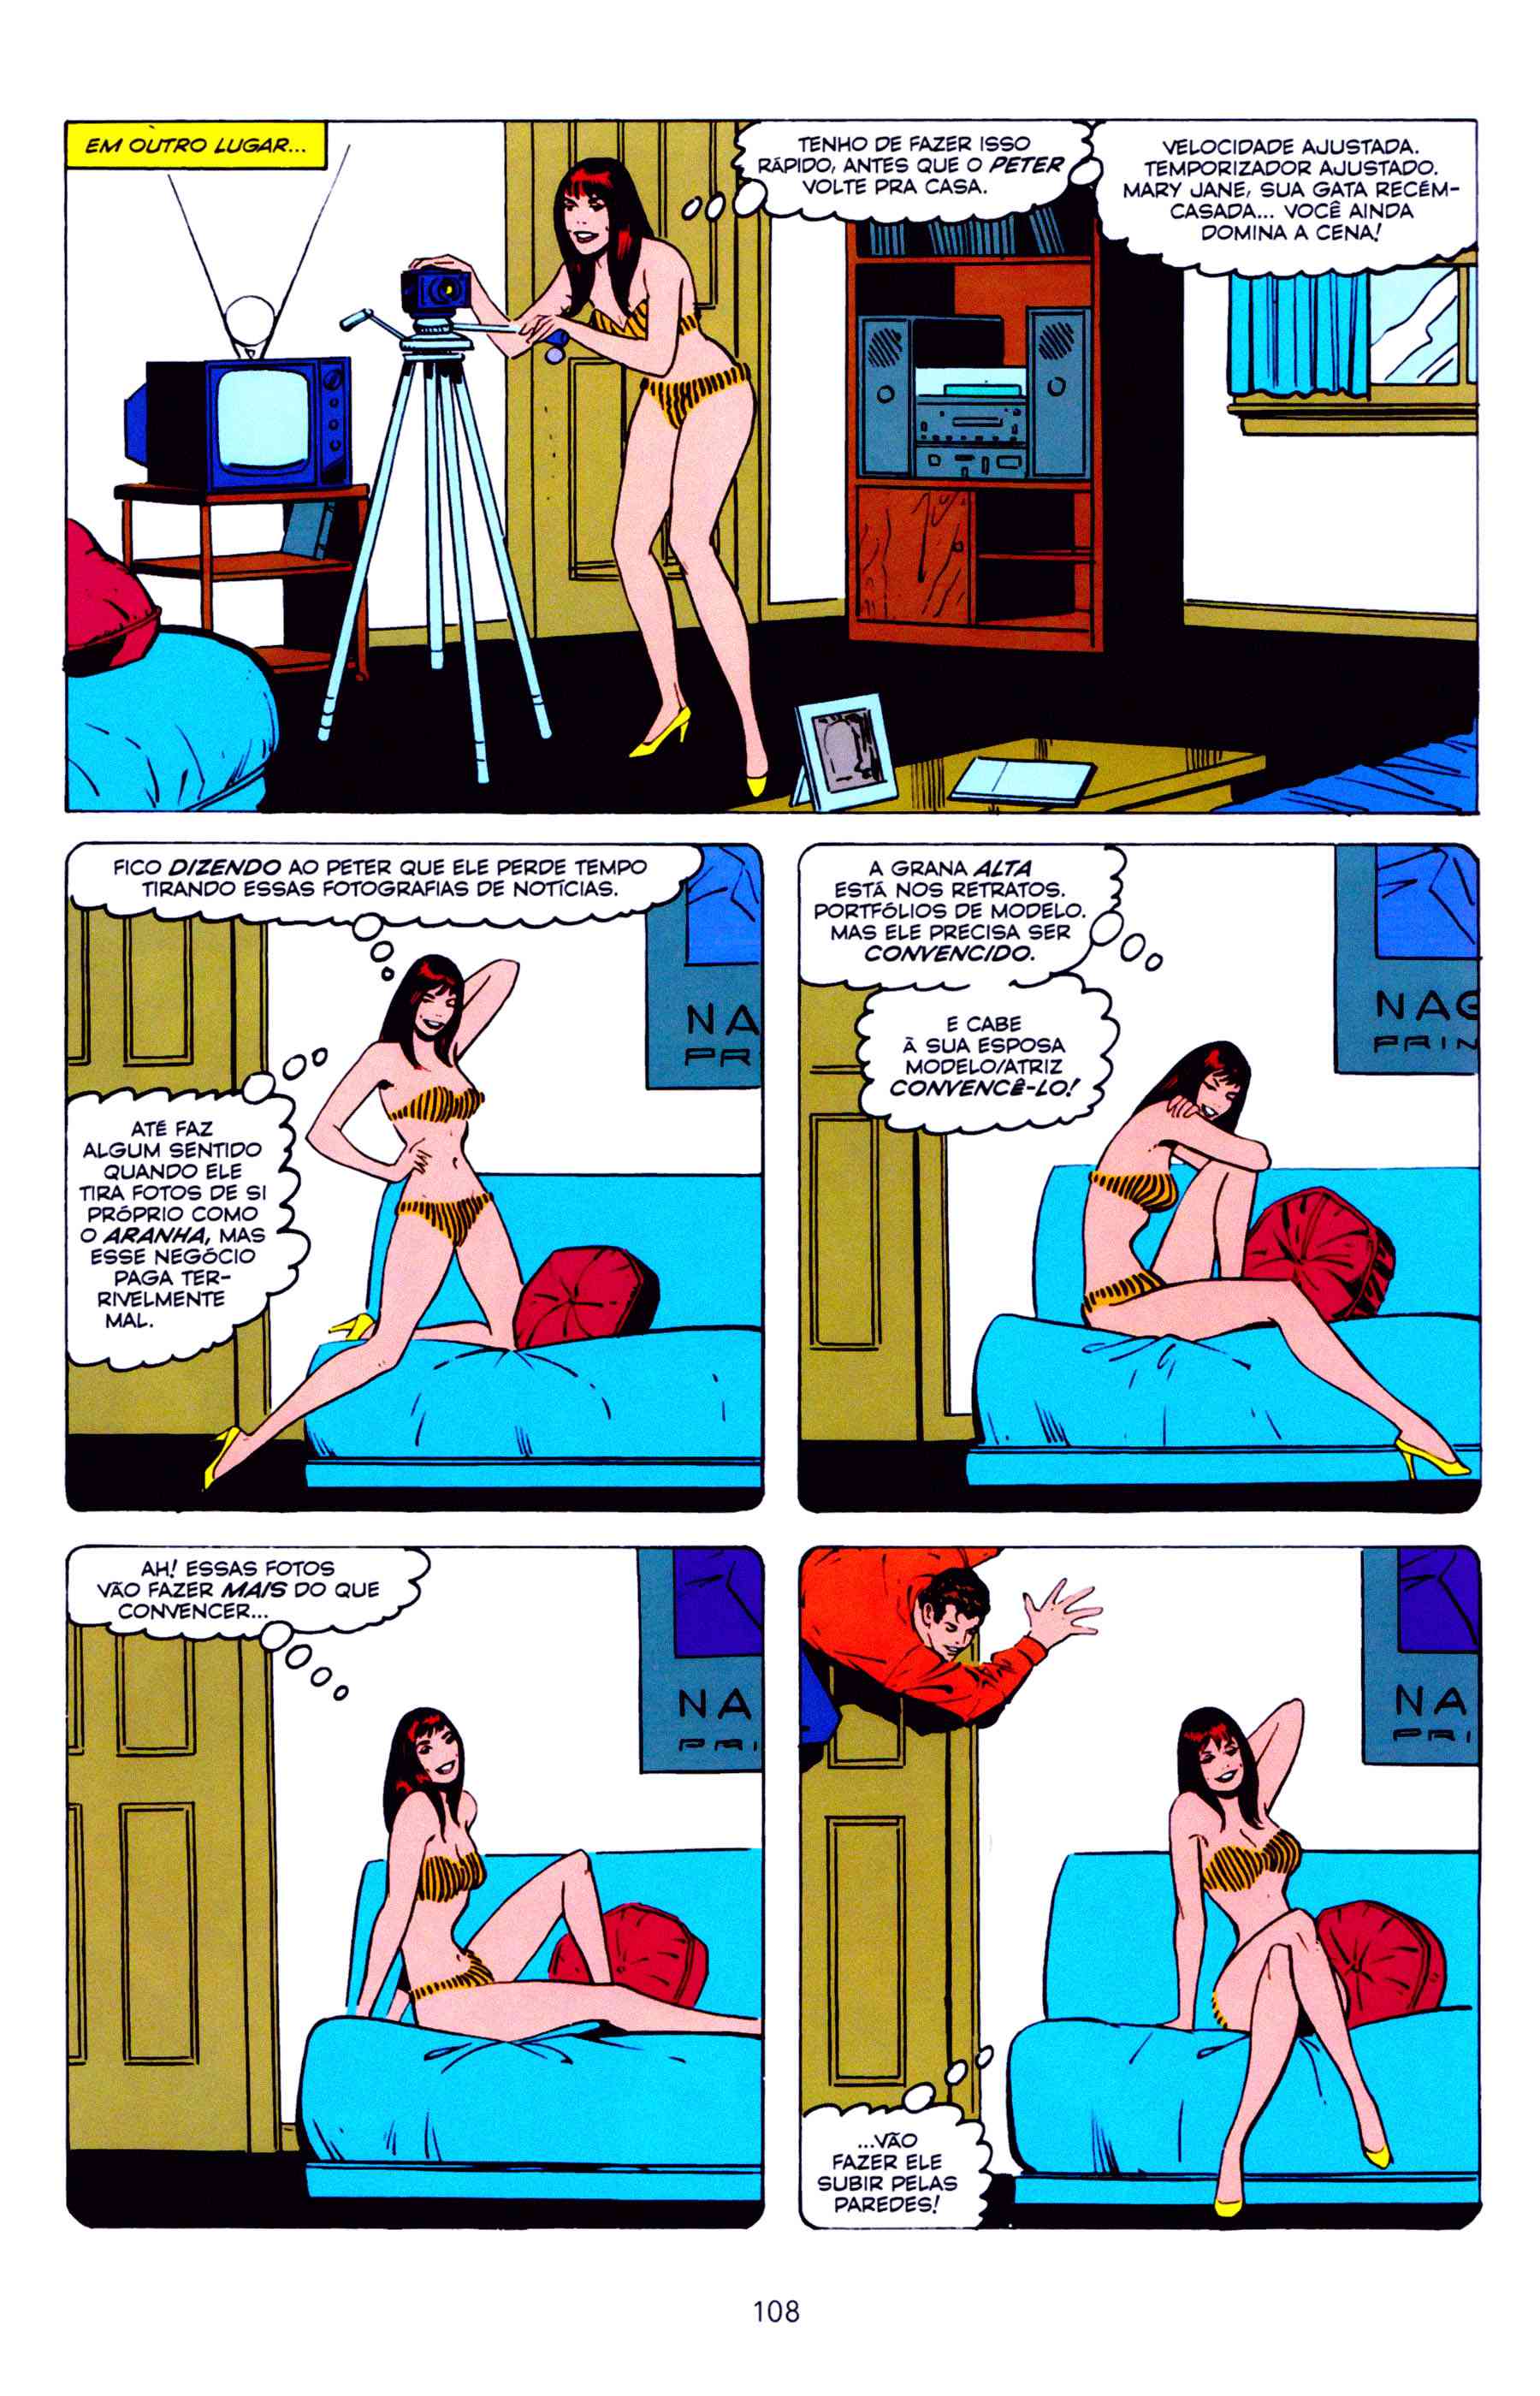 EM OUTRO LUGAR...
TENHO DE FAZER ISSO
RÁPIDO, ANTES QUE O PETER
VOLTE PRA CASA.
VELOCIDADE AJUSTADA.
TEMPORIZADOR AJUSTADO.
MARY JANE, SUA GATA RECÉM-
CASADA... VOCÊ AINDA
DOMINA A CENA!
FICO DIZENDO AO PETER QUE ELE PERDE TEMPO
TIRANDO ESSAS FOTOGRAFIAS DE NOTÍCIAS.
NA
PR
ATÉ FAZ
ALGUM SENTIDO
QUANDO ELE
TIRA FOTOS DE SI
PRÓPRIO COMO
O ARANHA, MAS
ESSE NEGÓCIO
PAGA TER-
RIVELMENTE
MAL.
A GRANA ALTA
ESTÁ NOS RETRATOS.
PORTFÓLIOS DE MODELO.
MAS ELE PRECISA SER
CONVENCIDO.
E CABE
À SUA ESPOSA
MODELO/ATRIZ
CONVENCÊ-LO!
NAG
PRIN
AH! ESSAS FOTOS
VÃO FAZER MAIS DO QUE
CONVENCER...
NA
PRI
NA
PRI
...VÃO
FAZER ELE
SUBIR PELAS
PAREDES!
108